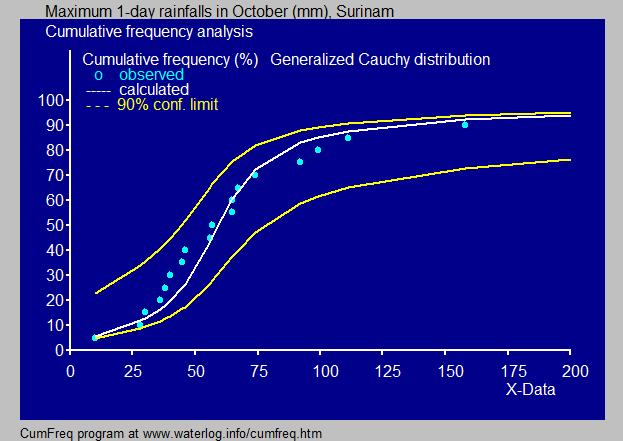 Maximum 1-day rainfalls in October (mm), Surinam
Cumulative frequency analysis
Cumulative frequency (%) Generalized Cauchy distribution
o observed
----- calculated
- - - 90% conf. limit
100
90
80
70
60
50
40
30
20
10
0
0 25 50 75 100 125 150 175 200
X-Data
CumFreq program at www.waterlog.info/cumfreq.htm